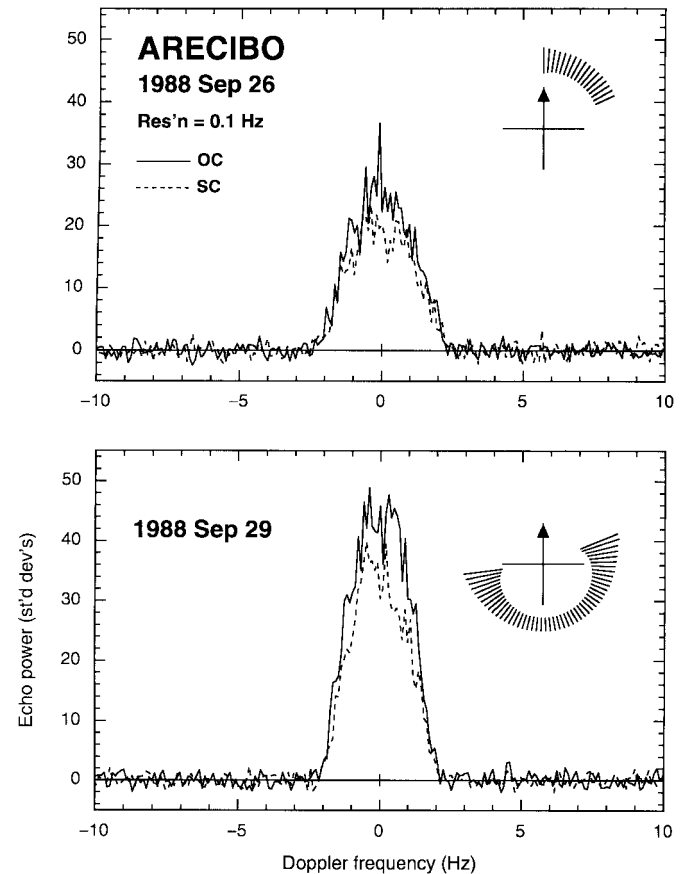 ARECIBO
1988 Sep 26
Res'n = 0.1 Hz
OC
SC
50
40
30
20
10
0
−10 −5 0 5 10
1988 Sep 29
50
40
30
20
10
0
Echo power (st'd dev's)
−10 −5 0 5 10
Doppler frequency (Hz)